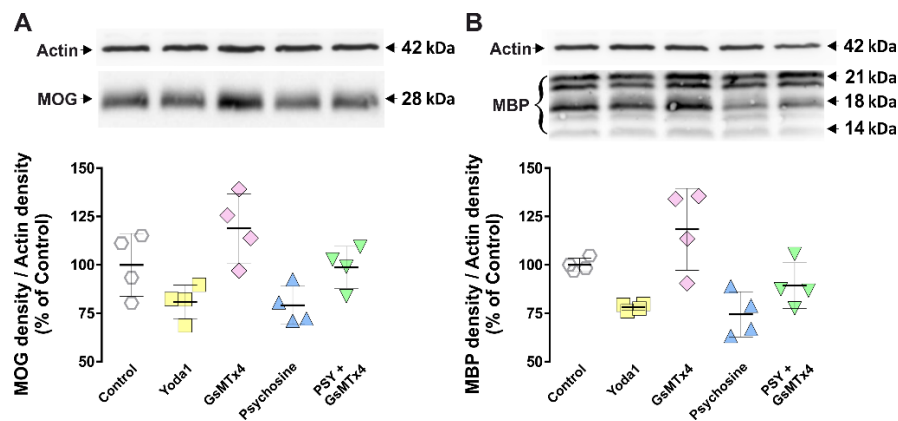 A
Actin
42 kDa
MOG
28 kDa
MOG density / Actin density
(% of Control)
150
125
100
75
50
Control
Yoda1
GsMTx4
Psychosine
PSY +
GsMTx4
B
Actin
42 kDa
MBP
21 kDa
18 kDa
14 kDa
MBP density / Actin density
(% of Control)
150
125
100
75
50
Control
Yoda1
GsMTx4
Psychosine
PSY +
GsMTx4